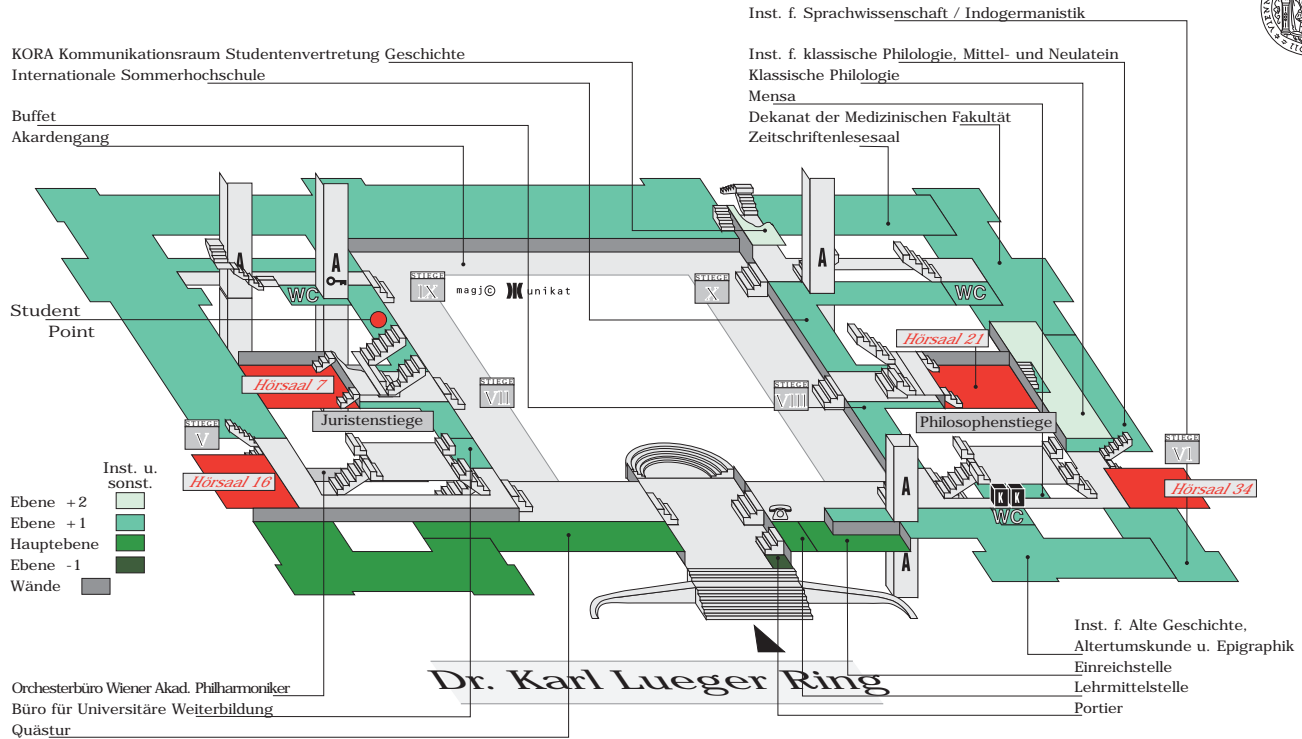 Inst. f. Sprachwissenschaft / Indogermanistik
KORA Kommunikationsraum Studentenvertretung Geschichte
Internationale Sommerhochschule
Inst. f. klassische Philologie, Mittel- und Neulatein
Klassische Philologie
Mensa
Dekanat der Medizinischen Fakultät
Zeitschriftenlesesaal
Buffet
Akardengang
A
A
A
STIEGE
IX
magj©
unikat
STIEGE
X
WC
WC
Student
Point
Hörsaal 21
Hörsaal 7
STIEGE
VII
STIEGE
VIII
Juristenstiege
Philosophenstiege
STIEGE
V
STIEGE
VI
Hörsaal 16
Hörsaal 34
A
K K
WC
A
Inst. u.
sonst.
Ebene +2
Ebene +1
Hauptebene
Ebene -1
Wände
Dr. Karl Lueger Ring
Orchesterbüro Wiener Akad. Philharmoniker
Büro für Universitäre Weiterbildung
Quästur
Inst. f. Alte Geschichte,
Altertumskunde u. Epigraphik
Einreichstelle
Lehrmittelstelle
Portier